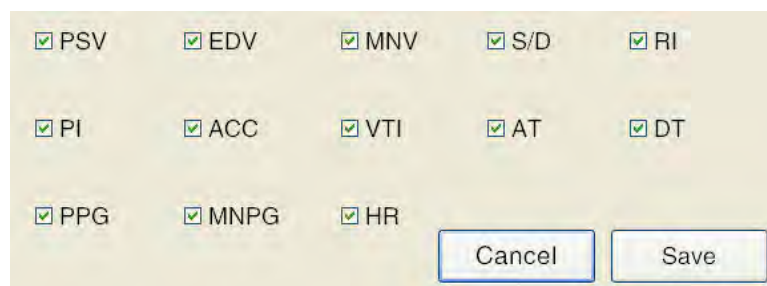 PSV EDV MNV S/D RI
PI ACC VTI AT DT
PPG MNPG HR
Cancel Save